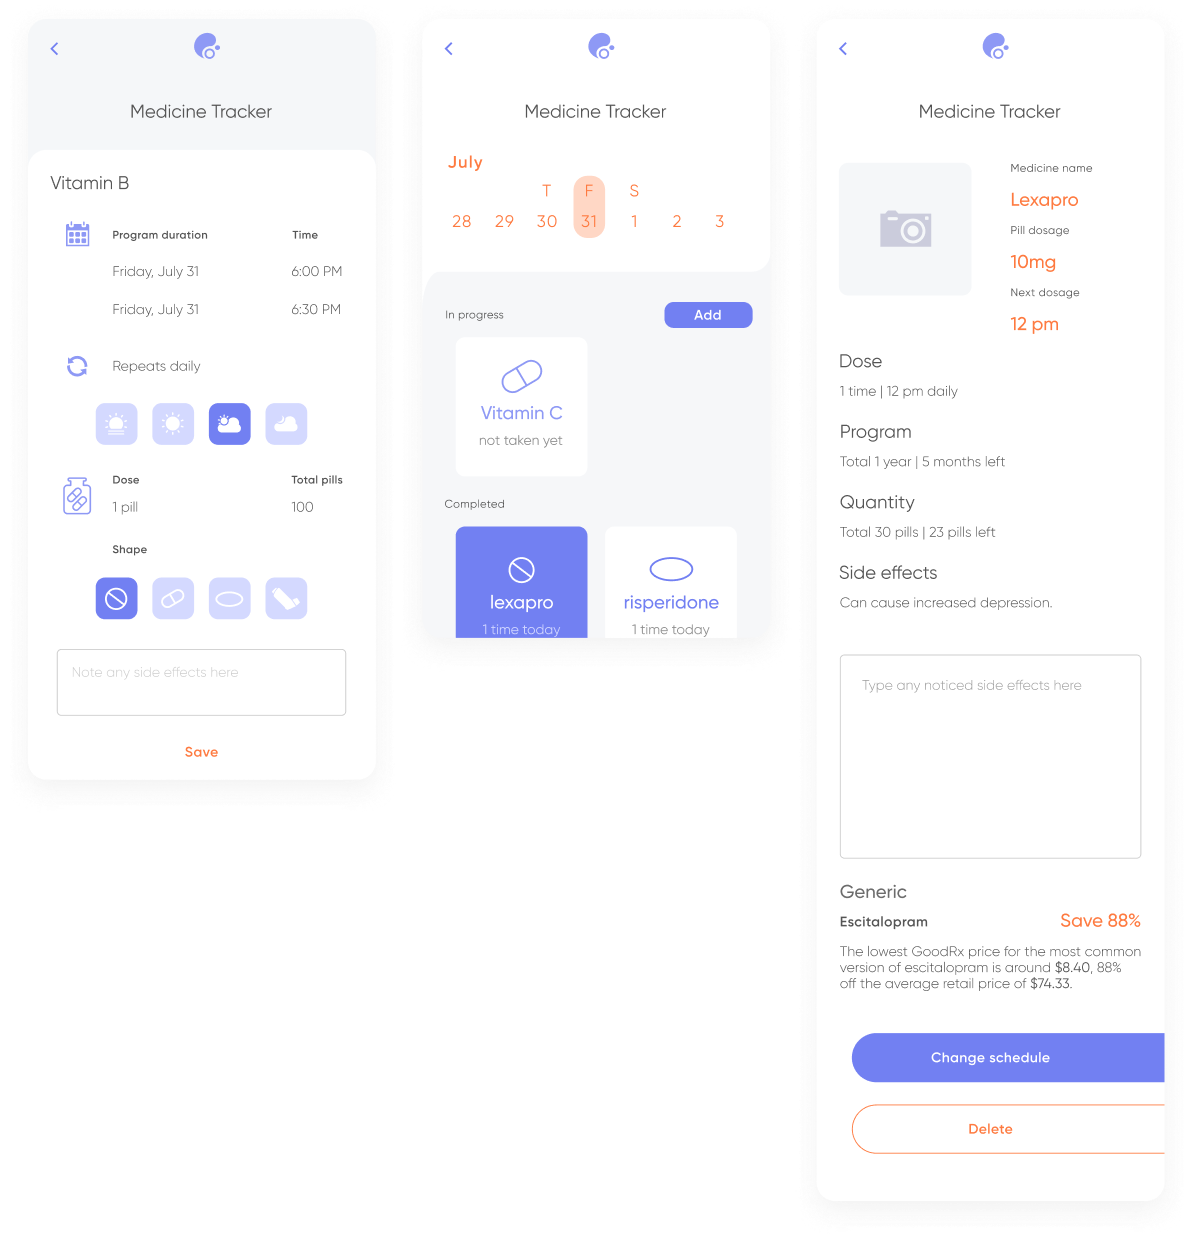 Medicine Tracker
Vitamin B
Program duration Time
Friday, July 31 6:00 PM
Friday, July 31 6:30 PM
Repeats daily
Dose Total pills
1 pill 100
Shape
Note any side effects here
Save
Medicine Tracker
July
T F S
28 29 30 31 1 2 3
In progress Add
Vitamin C
not taken yet
Completed
lexapro risperidone
1 time today 1 time today
Medicine Tracker
Medicine name
Lexapro
Pill dosage
10mg
Next dosage
12 pm
Dose
1 time | 12 pm daily
Program
Total 1 year | 5 months left
Quantity
Total 30 pills | 23 pills left
Side effects
Can cause increased depression.
Type any noticed side effects here
Generic
Escitalopram Save 88%
The lowest GoodRx price for the most common
version of escitalopram is around $8.40, 88%
off the average retail price of $74.33.
Change schedule
Delete